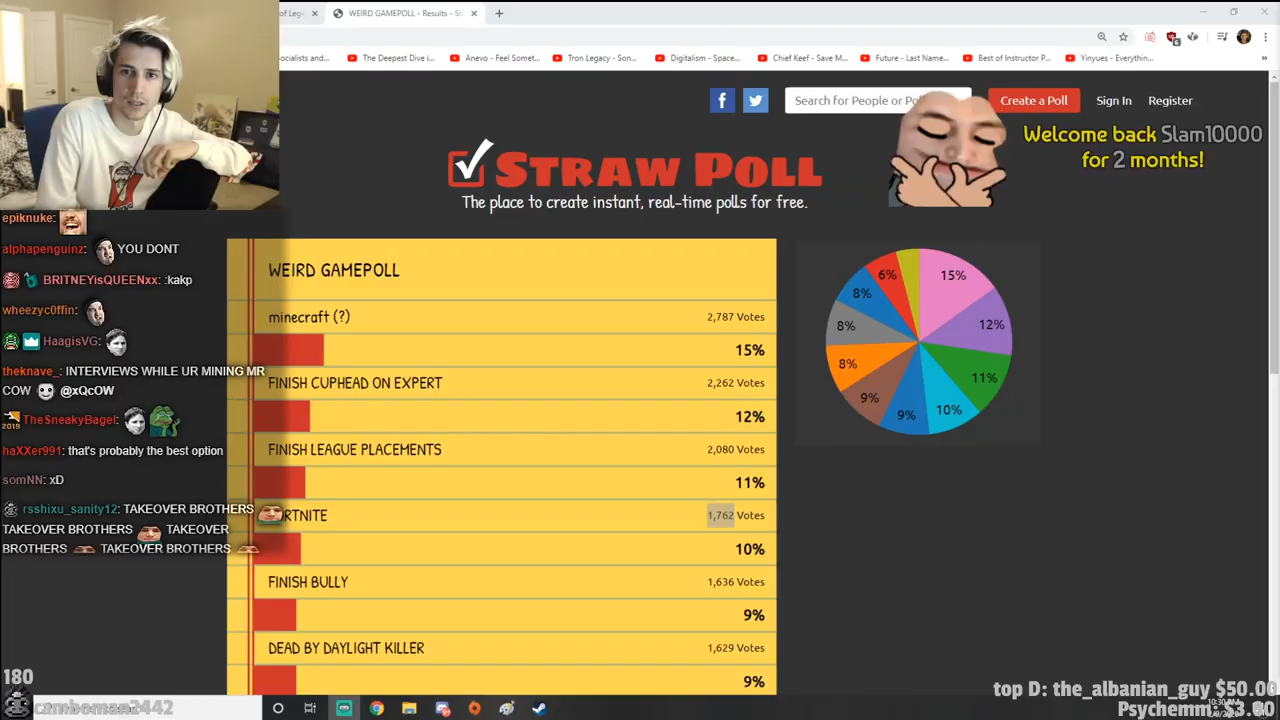 of Leg
WEIRD GAMEPOLL - Results - St
ocialists and...
The Deepest Dive i...
Anevo - Feel Somet...
Tron Legacy - Son...
Digitalism - Space...
Chief Keef - Save M...
Future - Last Name...
Best of Instructor P...
Yinyues - Everythin...
Search for People or Po
Create a Poll
Sign In
Register
Welcome back Slam10000
for 2 months!
STRAW POLL
The place to create instant, real-time polls for free.
epiknuke:
alphapenguinz: YOU DONT
BRITNEYisQUEENxx: :kakp
wheezyc0ffin:
HaagisVG:
theknave_: INTERVIEWS WHILE UR MINING MR
COW @xQcOW
TheSneakyBagel:
haXXer991: that's probably the best option
somNN: xD
rsshixu_sanity12: TAKEOVER BROTHERS
TAKEOVER BROTHERS TAKEOVER
BROTHERS TAKEOVER BROTHERS
WEIRD GAMEPOLL
minecraft (?) 2,787 Votes
15%
FINISH CUPHEAD ON EXPERT 2,262 Votes
12%
FINISH LEAGUE PLACEMENTS 2,080 Votes
11%
RTNITE 1,762 Votes
10%
FINISH BULLY 1,636 Votes
9%
DEAD BY DAYLIGHT KILLER 1,629 Votes
9%
15%
12%
11%
10%
9%
9%
8%
8%
8%
6%
180
camboman2442
top D: the_albanian_guy $50.00